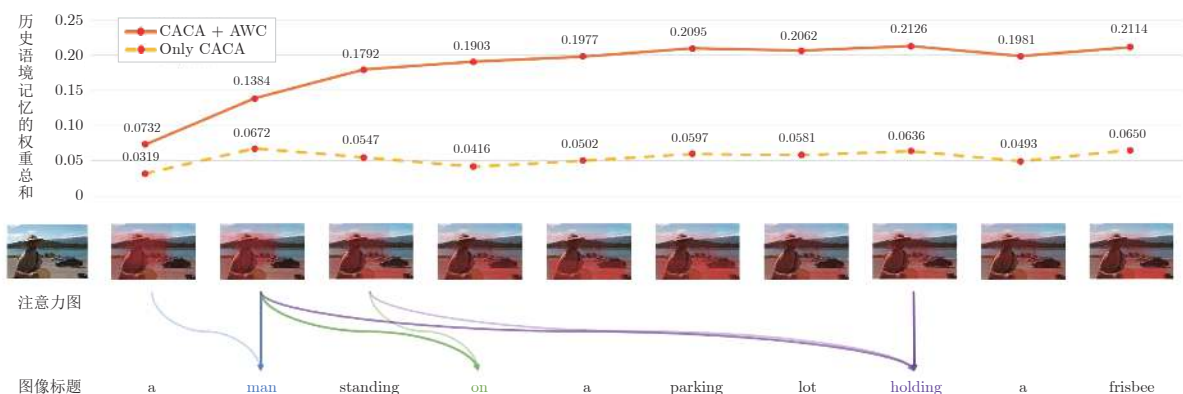 历史语境记忆的权重总和
0.25
0.20
0.15
0.10
0.05
0
CACA + AWC
Only CACA
0.0732 0.1384 0.1792 0.1903 0.1977 0.2095 0.2062 0.2126 0.1981 0.2114
0.0319 0.0672 0.0547 0.0416 0.0502 0.0597 0.0581 0.0636 0.0493 0.0650
注意力图
图像标题 a man standing on a parking lot holding a frisbee